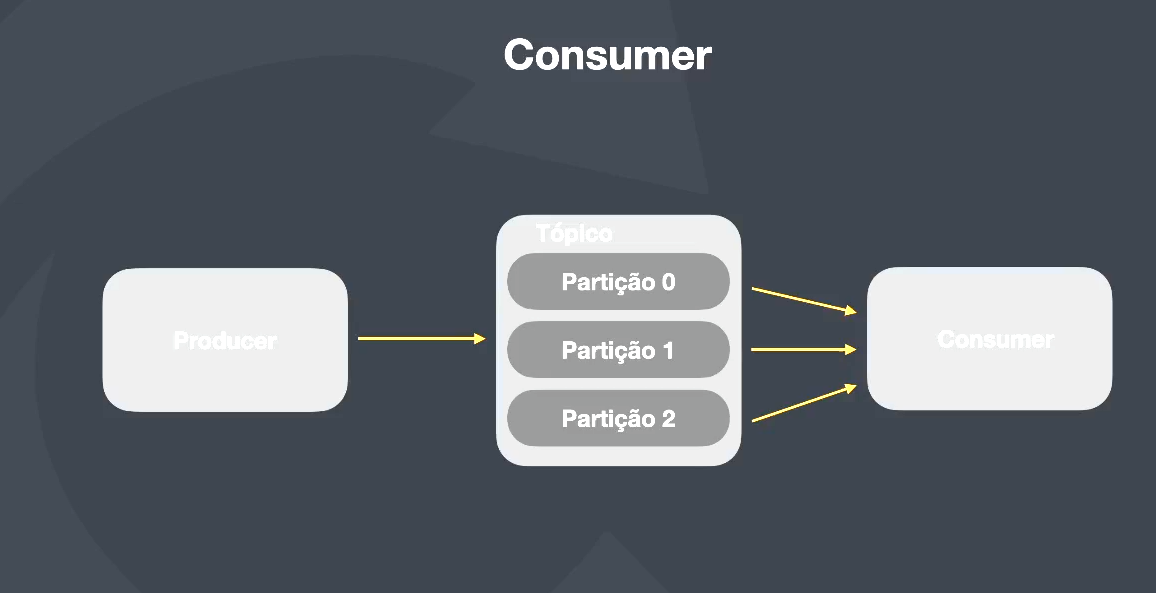 Consumer
Tópico
Partição 0
Producer
Partição 1
Consumer
Partição 2